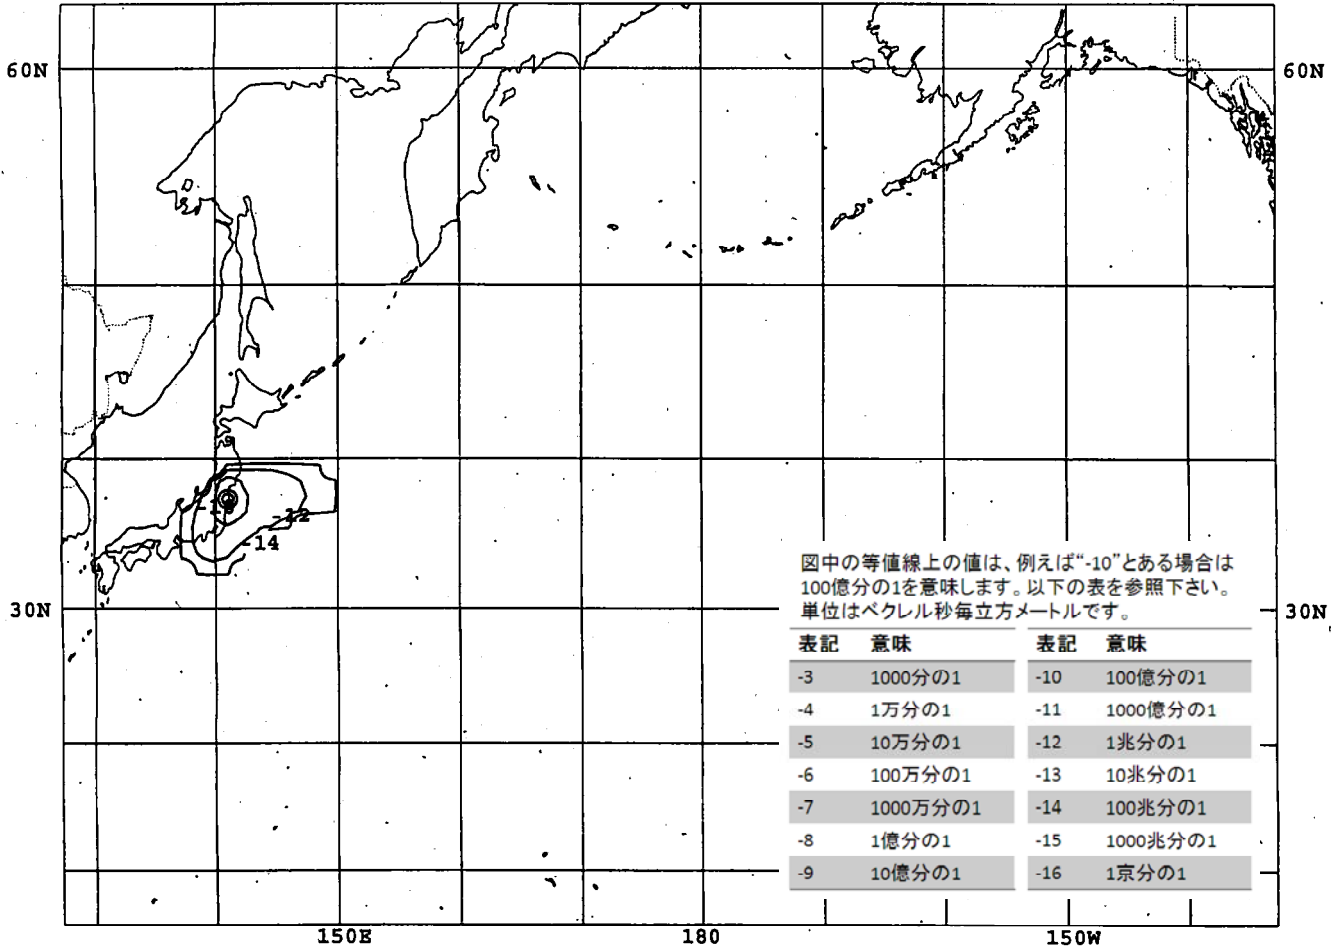 60N
60N
-12
-14
図中の等値線上の値は、例えば“-10”とある場合は
100億分の1を意味します。以下の表を参照下さい。
単位はベクレル秒毎立方メートルです。
30N
30N
表記 意味 表記 意味
-3 1000分の1 -10 100億分の1
-4 1万分の1 -11 1000億分の1
-5 10万分の1 -12 1兆分の1
-6 100万分の1 -13 10兆分の1
-7 1000万分の1 -14 100兆分の1
-8 1億分の1 -15 1000兆分の1
-9 10億分の1 -16 1京分の1
150E 180 150W